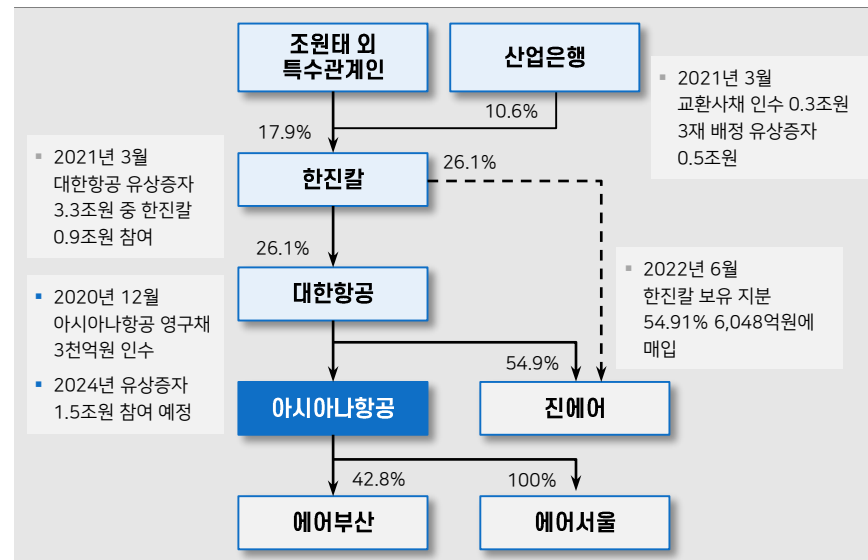 조원태 외
특수관계인
산업은행
▪ 2021년 3월
교환사채 인수 0.3조원
3재 배정 유상증자
0.5조원
10.6%
17.9%
▪ 2021년 3월
대한항공 유상증자
3.3조원 중 한진칼
0.9조원 참여
한진칼
26.1%
26.1%
▪ 2022년 6월
한진칼 보유 지분
54.91% 6,048억원에
매입
대한항공
▪ 2020년 12월
아시아나항공 영구채
3천억원 인수
▪ 2024년 유상증자
1.5조원 참여 예정
54.9%
아시아나항공
진에어
42.8%
100%
에어부산
에어서울